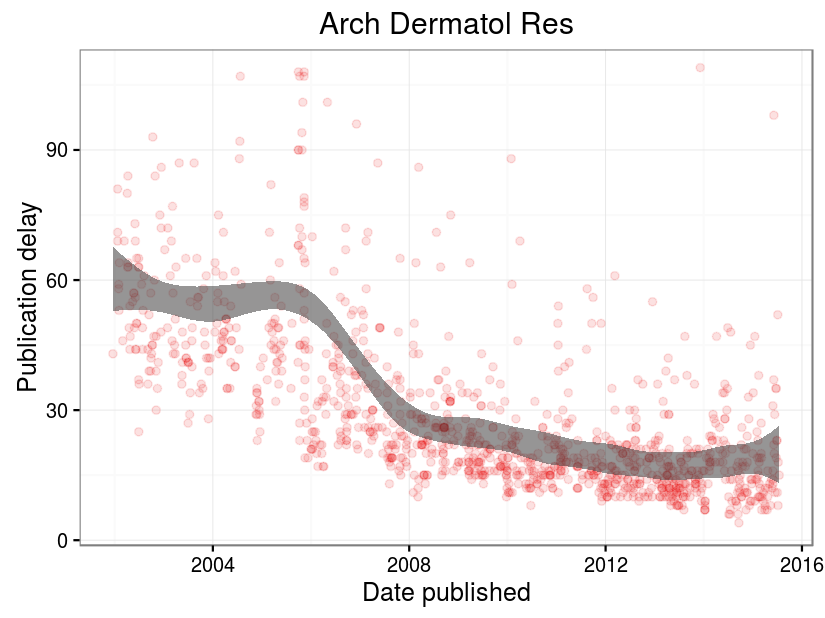 Arch Dermatol Res
Publication delay
90
60
30
0
2004
2008
2012
2016
Date published